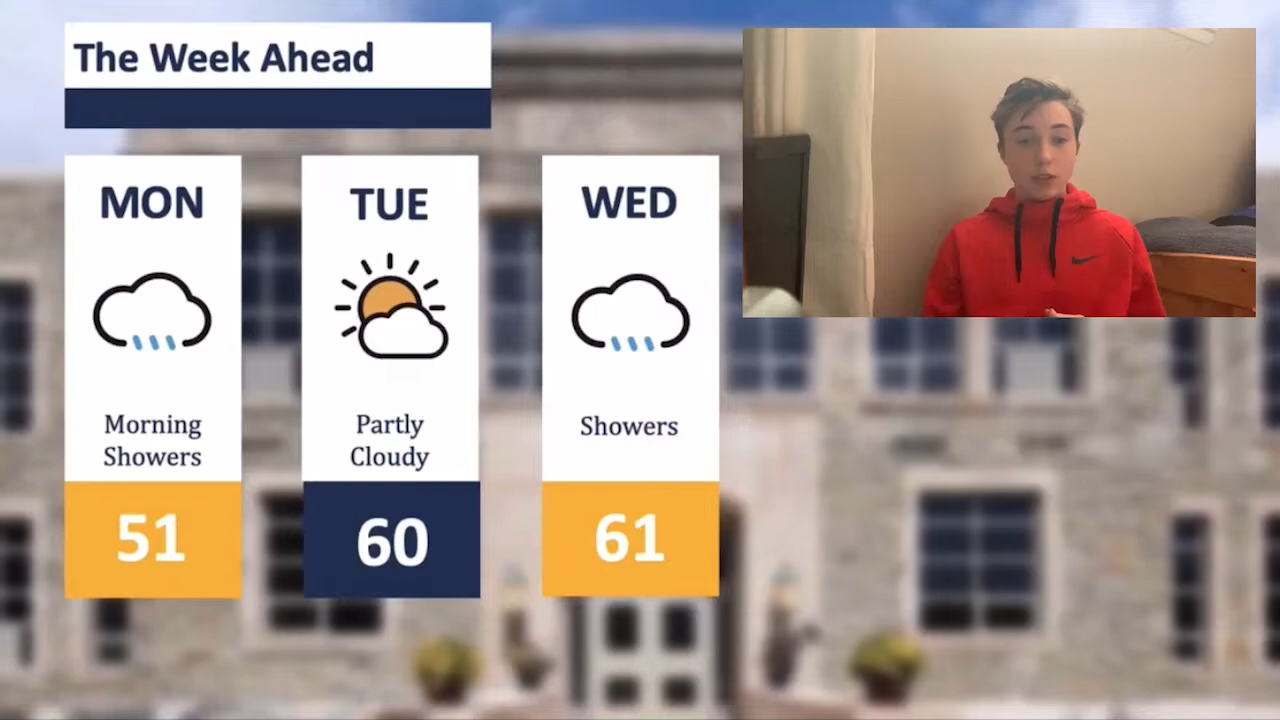 The Week Ahead
MON
TUE
WED
Morning
Showers
Partly
Cloudy
Showers
51
60
61